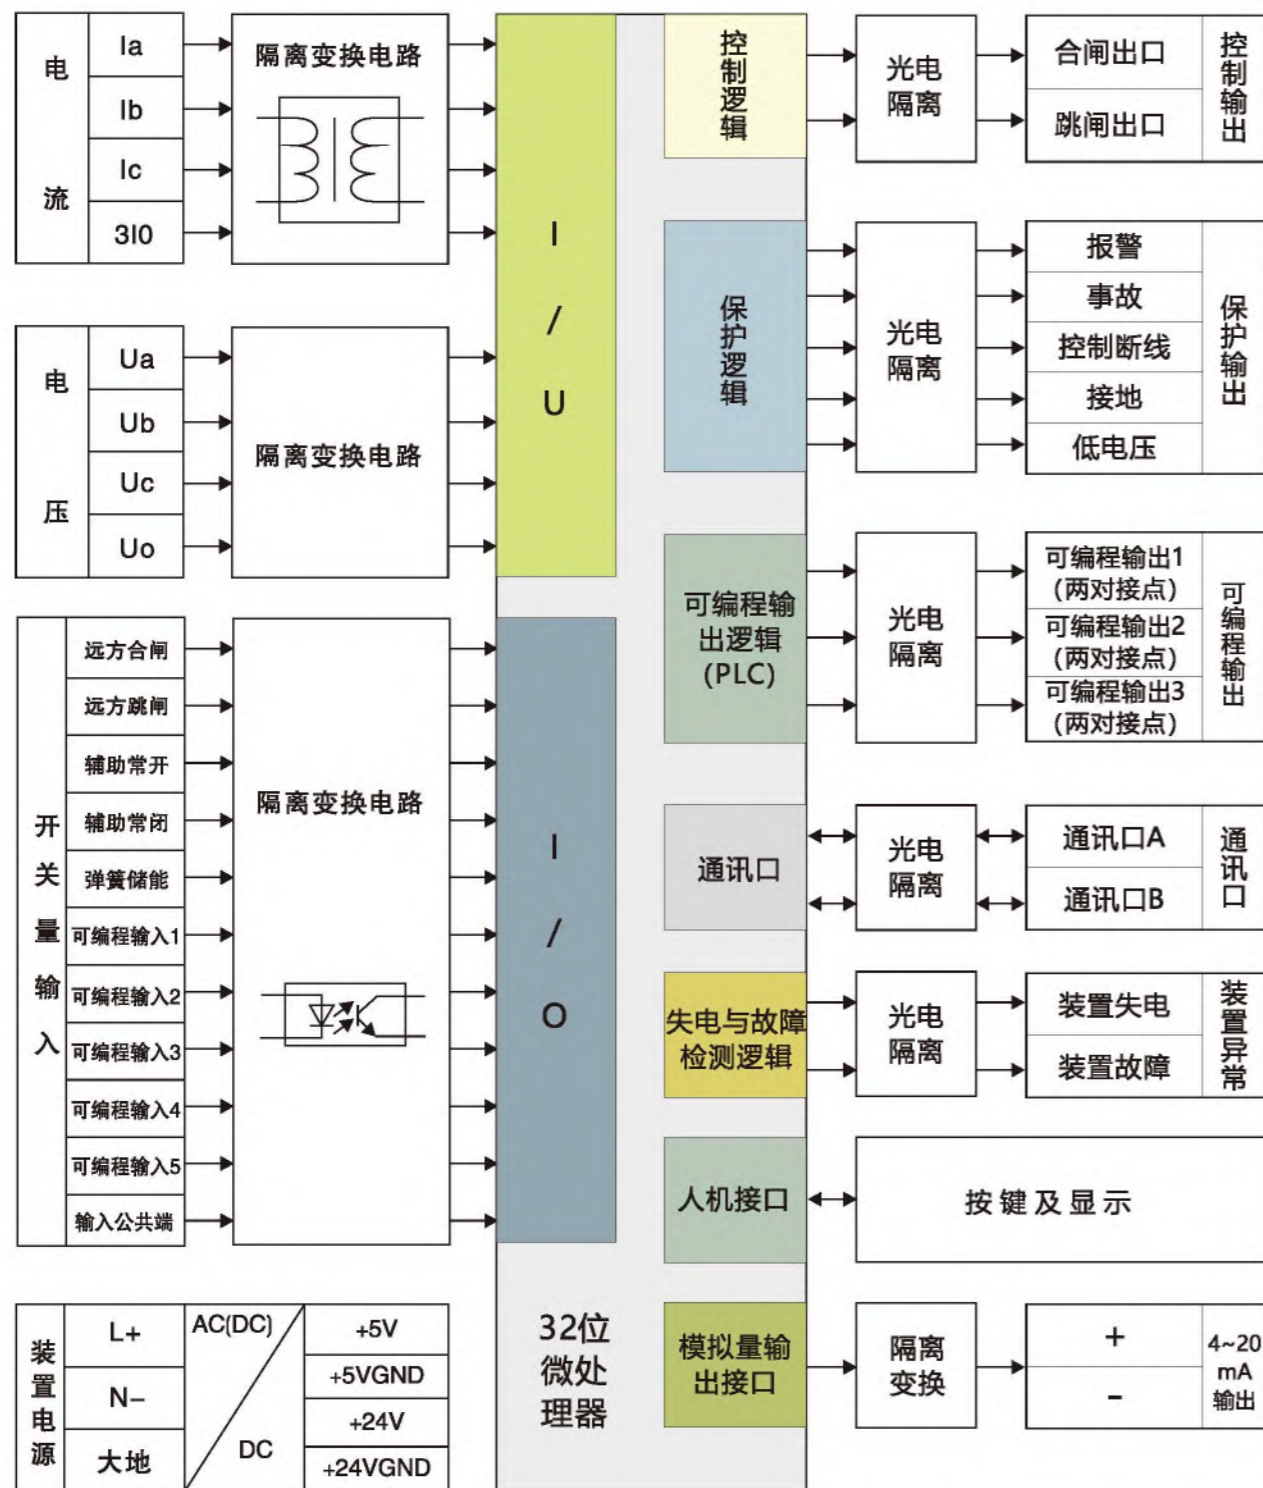 电流
Ia
Ib
Ic
3I0
隔离变换电路
电压
Ua
Ub
Uc
Uo
隔离变换电路
开关量输入
远方合闸
远方跳闸
辅助常开
辅助常闭
弹簧储能
可编程输入1
可编程输入2
可编程输入3
可编程输入4
可编程输入5
输入公共端
隔离变换电路
装置电源
L+
N−
大地
AC(DC)
DC
+5V
+5VGND
+24V
+24VGND
I/U
I/O
32位
微处
理器
控制逻辑
光电
隔离
合闸出口
跳闸出口
控制输出
保护逻辑
光电
隔离
报警
事故
控制断线
接地
低电压
保护输出
可编程输
出逻辑
(PLC)
光电
隔离
可编程输出1
(两对接点)
可编程输出2
(两对接点)
可编程输出3
(两对接点)
可编程输出
通讯口
光电
隔离
通讯口A
通讯口B
通讯口
失电与故障
检测逻辑
光电
隔离
装置失电
装置故障
装置异常
人机接口
按键及显示
模拟量输
出接口
隔离
变换
+
−
4~20
mA
输出